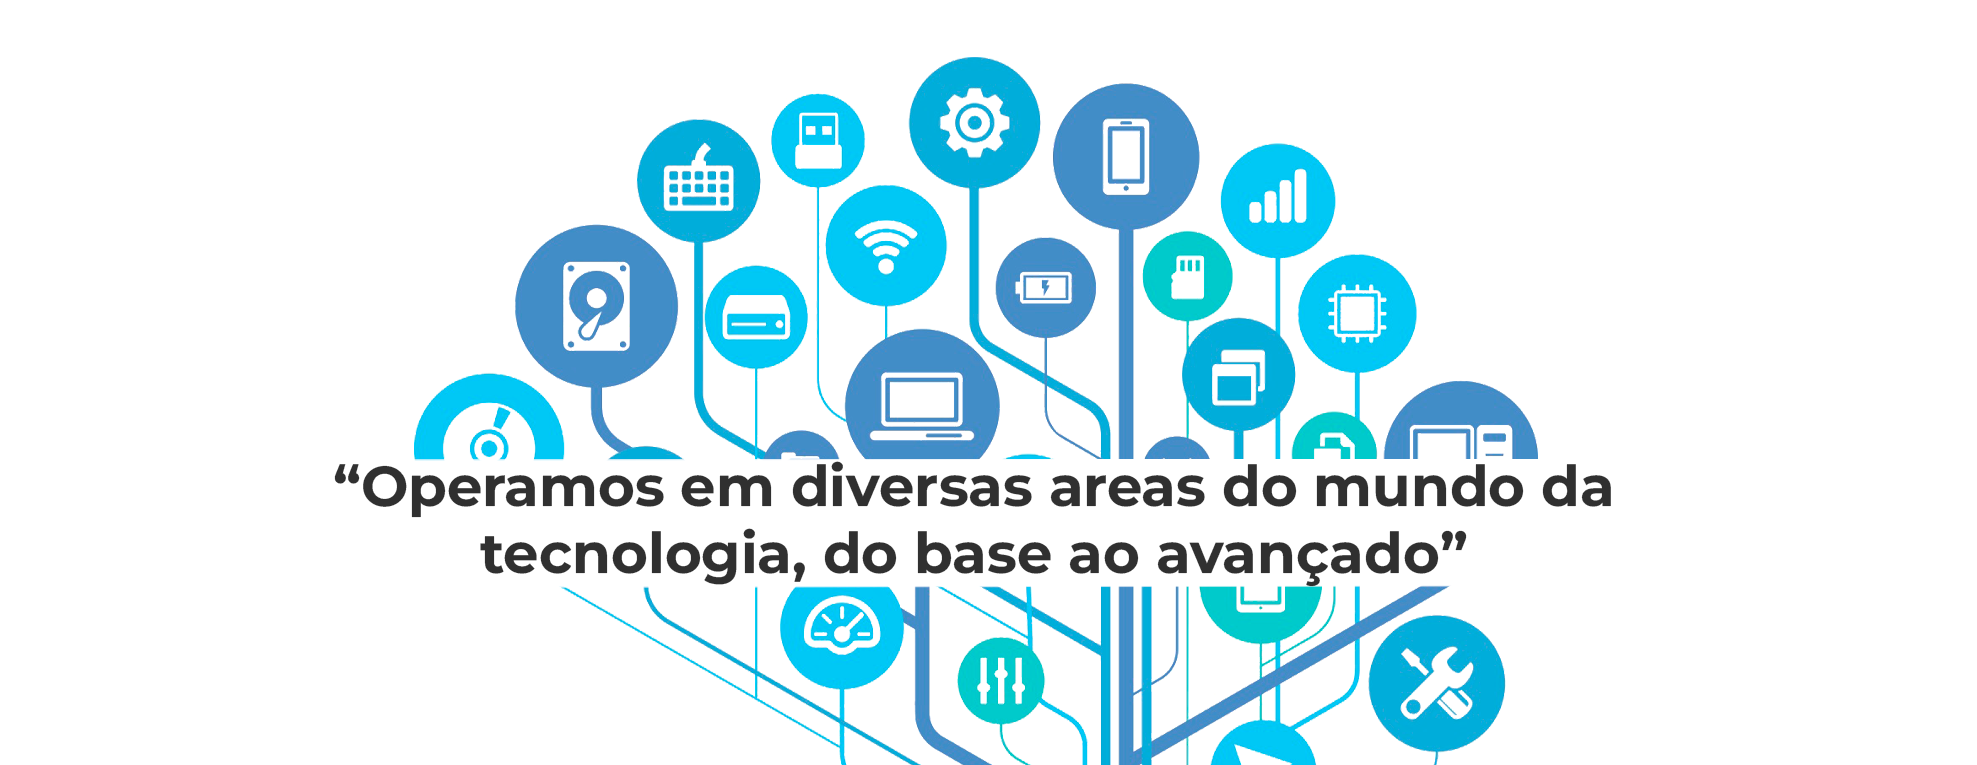 “Operamos em diversas areas do mundo da
tecnologia, do base ao avançado”